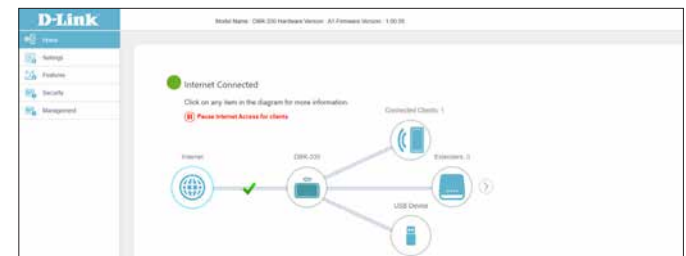 D-Link
Model Name: DBR-330 Hardware Version: A1 Firmware Version: 1.00.05
Home
Settings
Features
Security
Management
Internet Connected
Click on any item in the diagram for more information.
Pause Internet Access for clients
Connected Clients: 1
Internet
DBR-330
Extenders: 0
USB Device